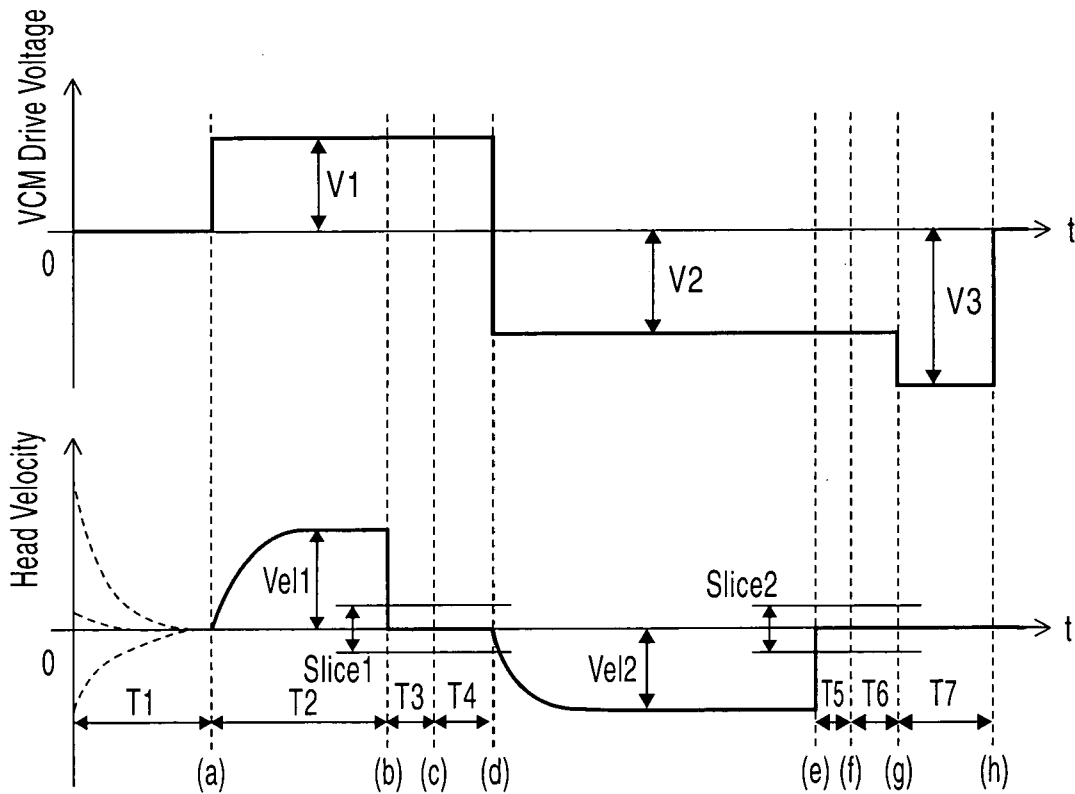 VCM Drive Voltage
V1
t
0
V2
V3
Head Velocity
Vel1
Slice2
t
0
Slice1
Vel2
T1
T2
T3
T4
T5
T6
T7
(a)
(b)
(c)
(d)
(e)
(f)
(g)
(h)